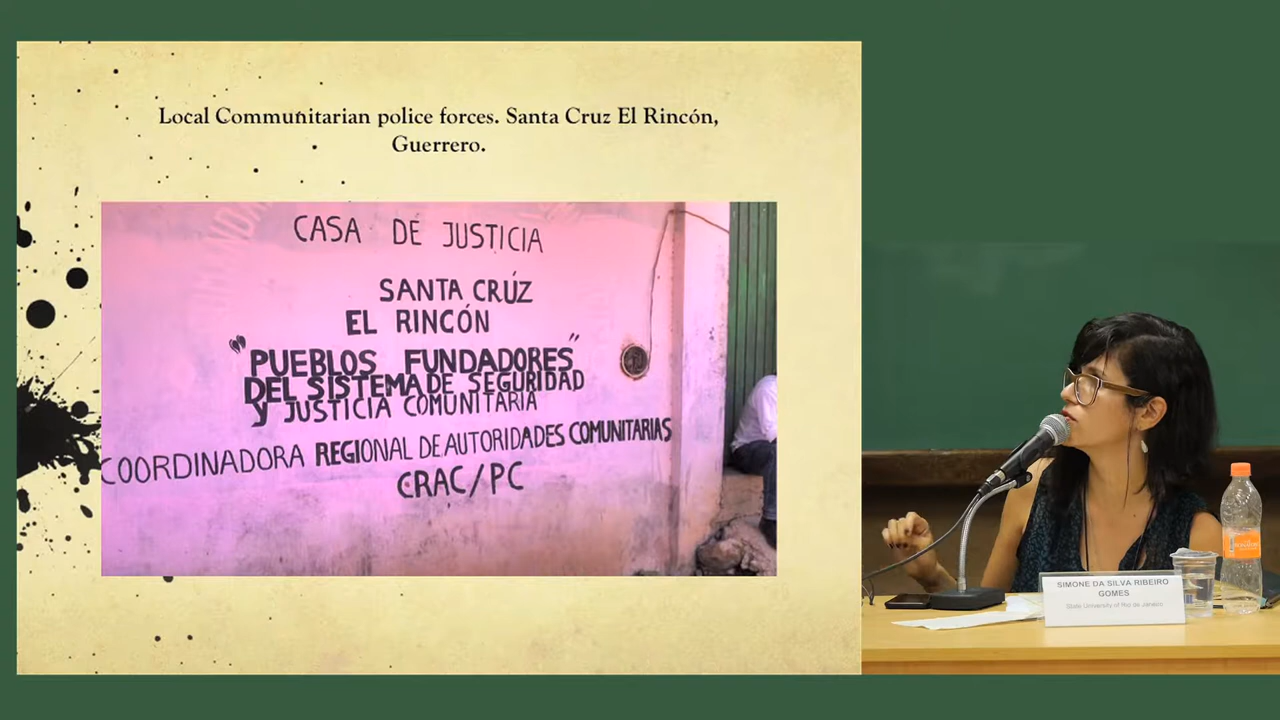 Local Communitarian police forces. Santa Cruz El Rincón,
Guerrero.
CASA DE JUSTICIA
SANTA CRÚZ
EL RINCÓN
"PUEBLOS FUNDADORES"
DEL SISTEMA DE SEGURIDAD
y JUSTICIA COMUNITARIA
COORDINADORA REGIONAL DE AUTORIDADES COMUNITARIAS
CRAC/PC
SIMONE DA SILVA RIBEIRO
GOMES
State University of Rio de Janeiro